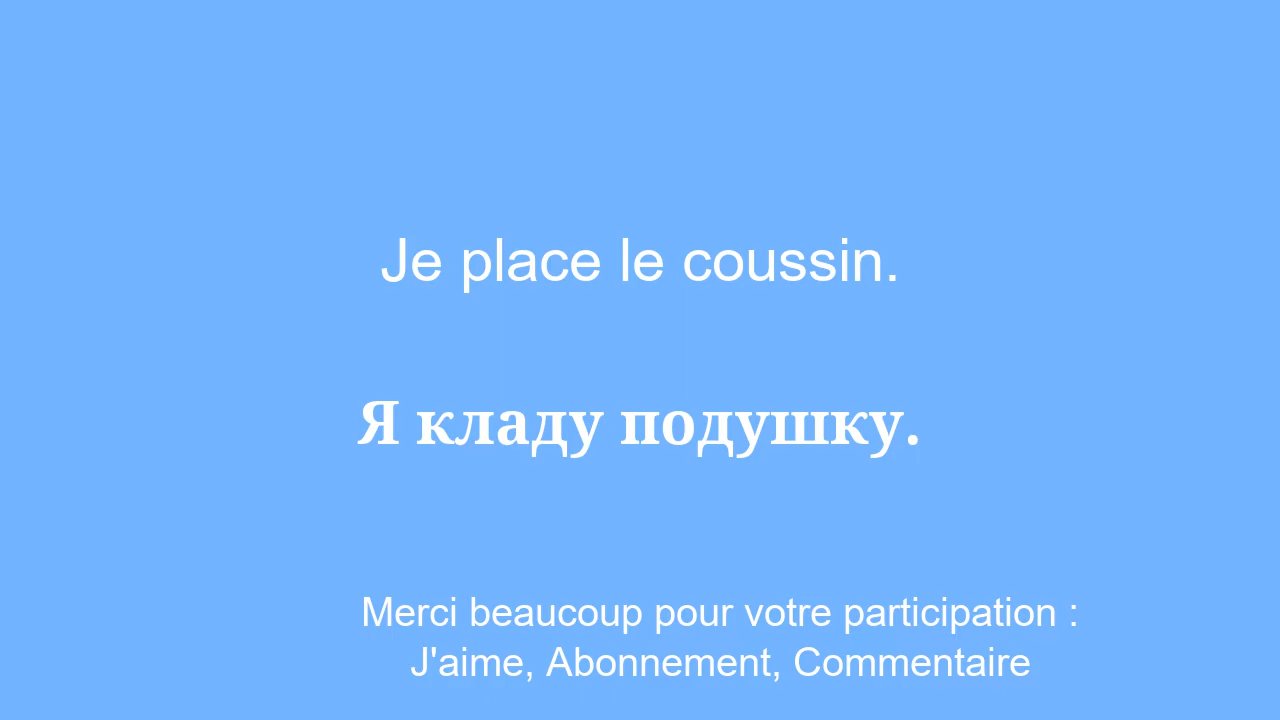 Je place le coussin.
Я кладу подушку.
Merci beaucoup pour votre participation :
J'aime, Abonnement, Commentaire